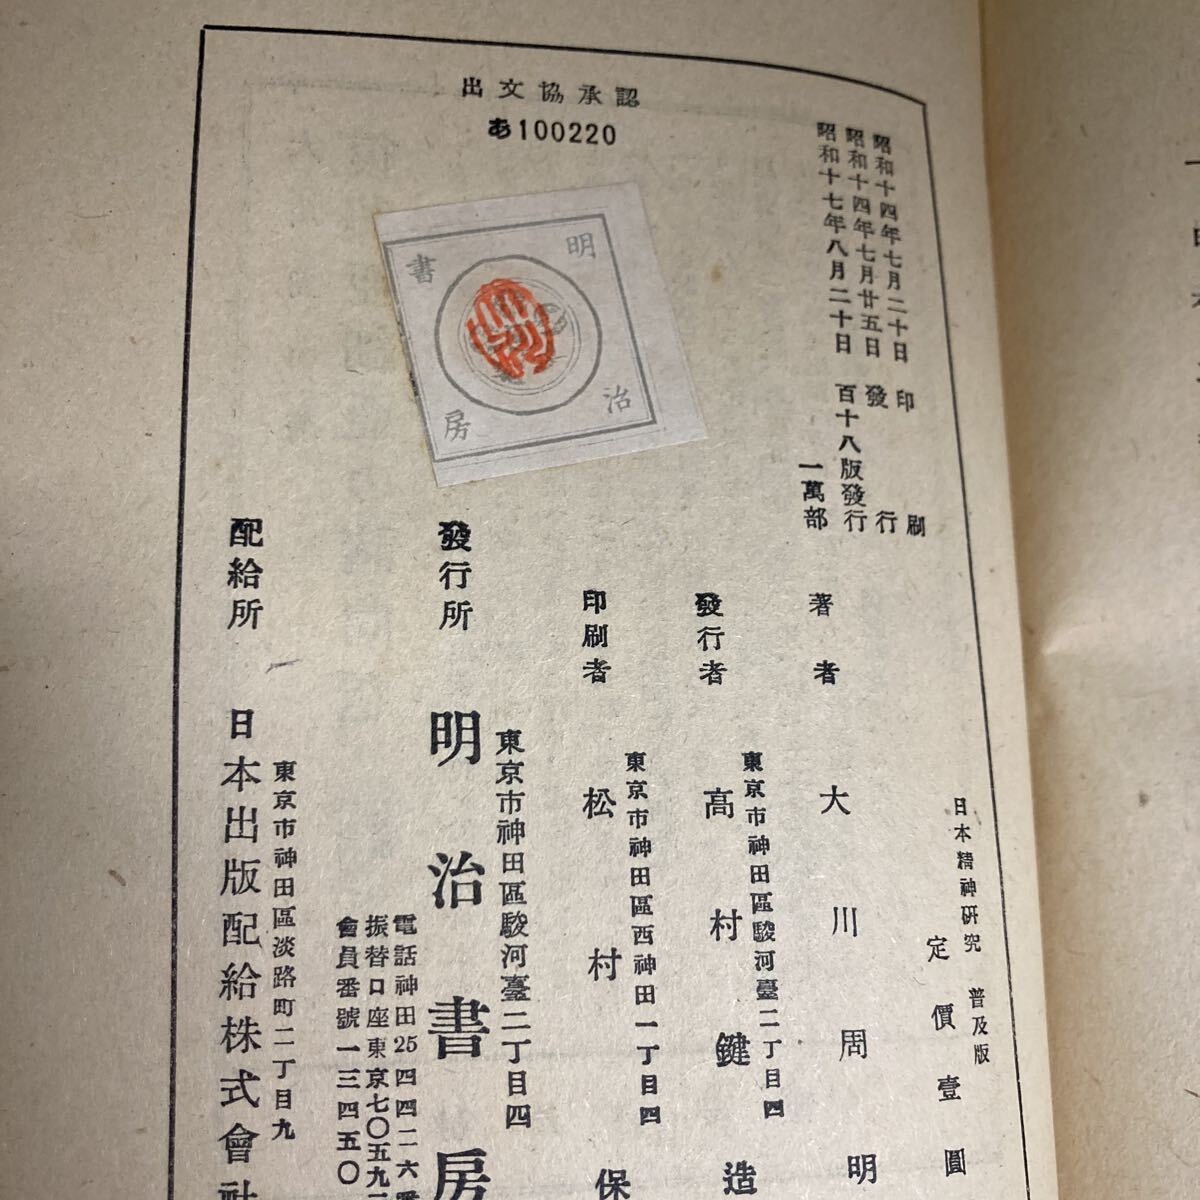 出文協承認
あ100220
昭和十四年七月二十日 印刷
昭和十四年七月廿五日 發行
昭和十七年八月二十日 百十八版發行
一萬部
明治書房
日本精神硏究 普及版
定價壹圓
著者 大川周明
東京市神田區駿河臺二丁目四
發行者 高村鍵造
東京市神田區西神田一丁目四
印刷者 松村保
東京市神田區駿河臺二丁目四
發行所 明治書房
電話神田25四四二六番
振替口座東京七〇五九
會員番號一三四五〇
東京市神田區淡路町二丁目九
配給所 日本出版配給株式會社